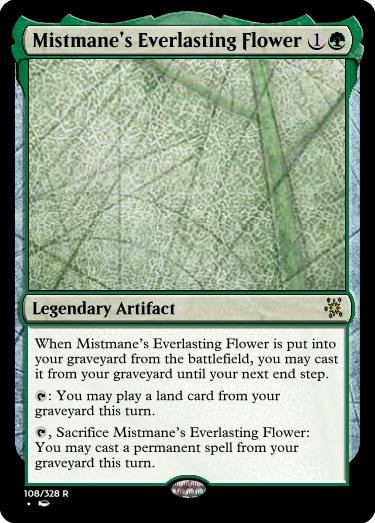 Mistmane's Everlasting Flower 1
Legendary Artifact
When Mistmane's Everlasting Flower is put into
your graveyard from the battlefield, you may cast
it from your graveyard until your next end step.
: You may play a land card from your
graveyard this turn.
, Sacrifice Mistmane's Everlasting Flower:
You may cast a permanent spell from your
graveyard this turn.
108/328 R